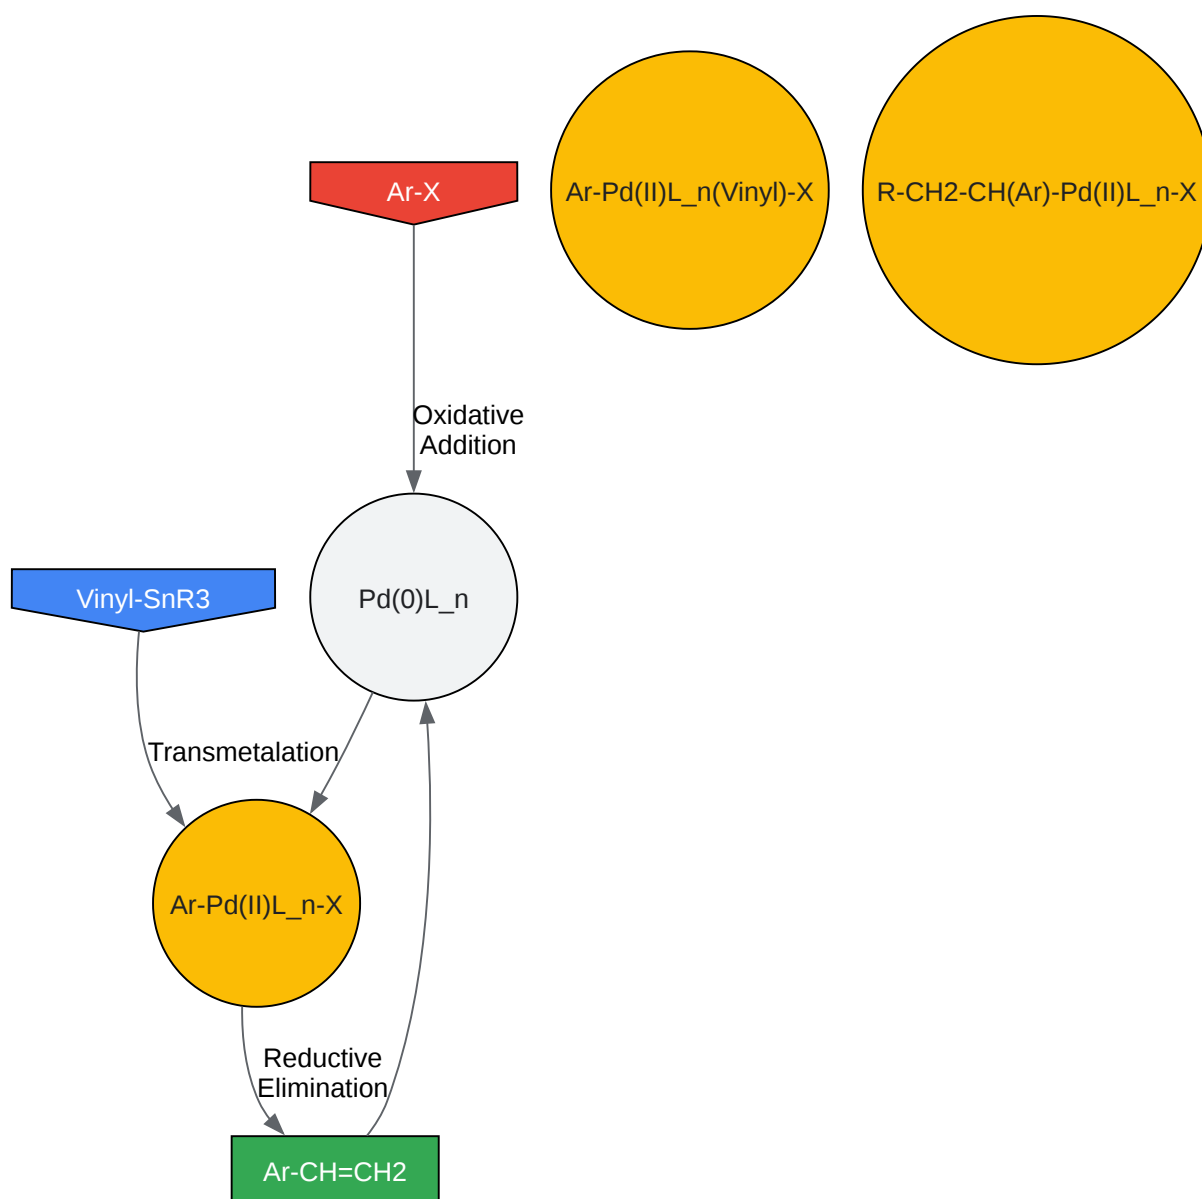 Ar-X
Ar-Pd(II)L_n(Vinyl)-X
R-CH2-CH(Ar)-Pd(II)L_n-X
Oxidative
Addition
Vinyl-SnR3
Pd(0)L_n
Transmetalation
Ar-Pd(II)L_n-X
Reductive
Elimination
Ar-CH=CH2